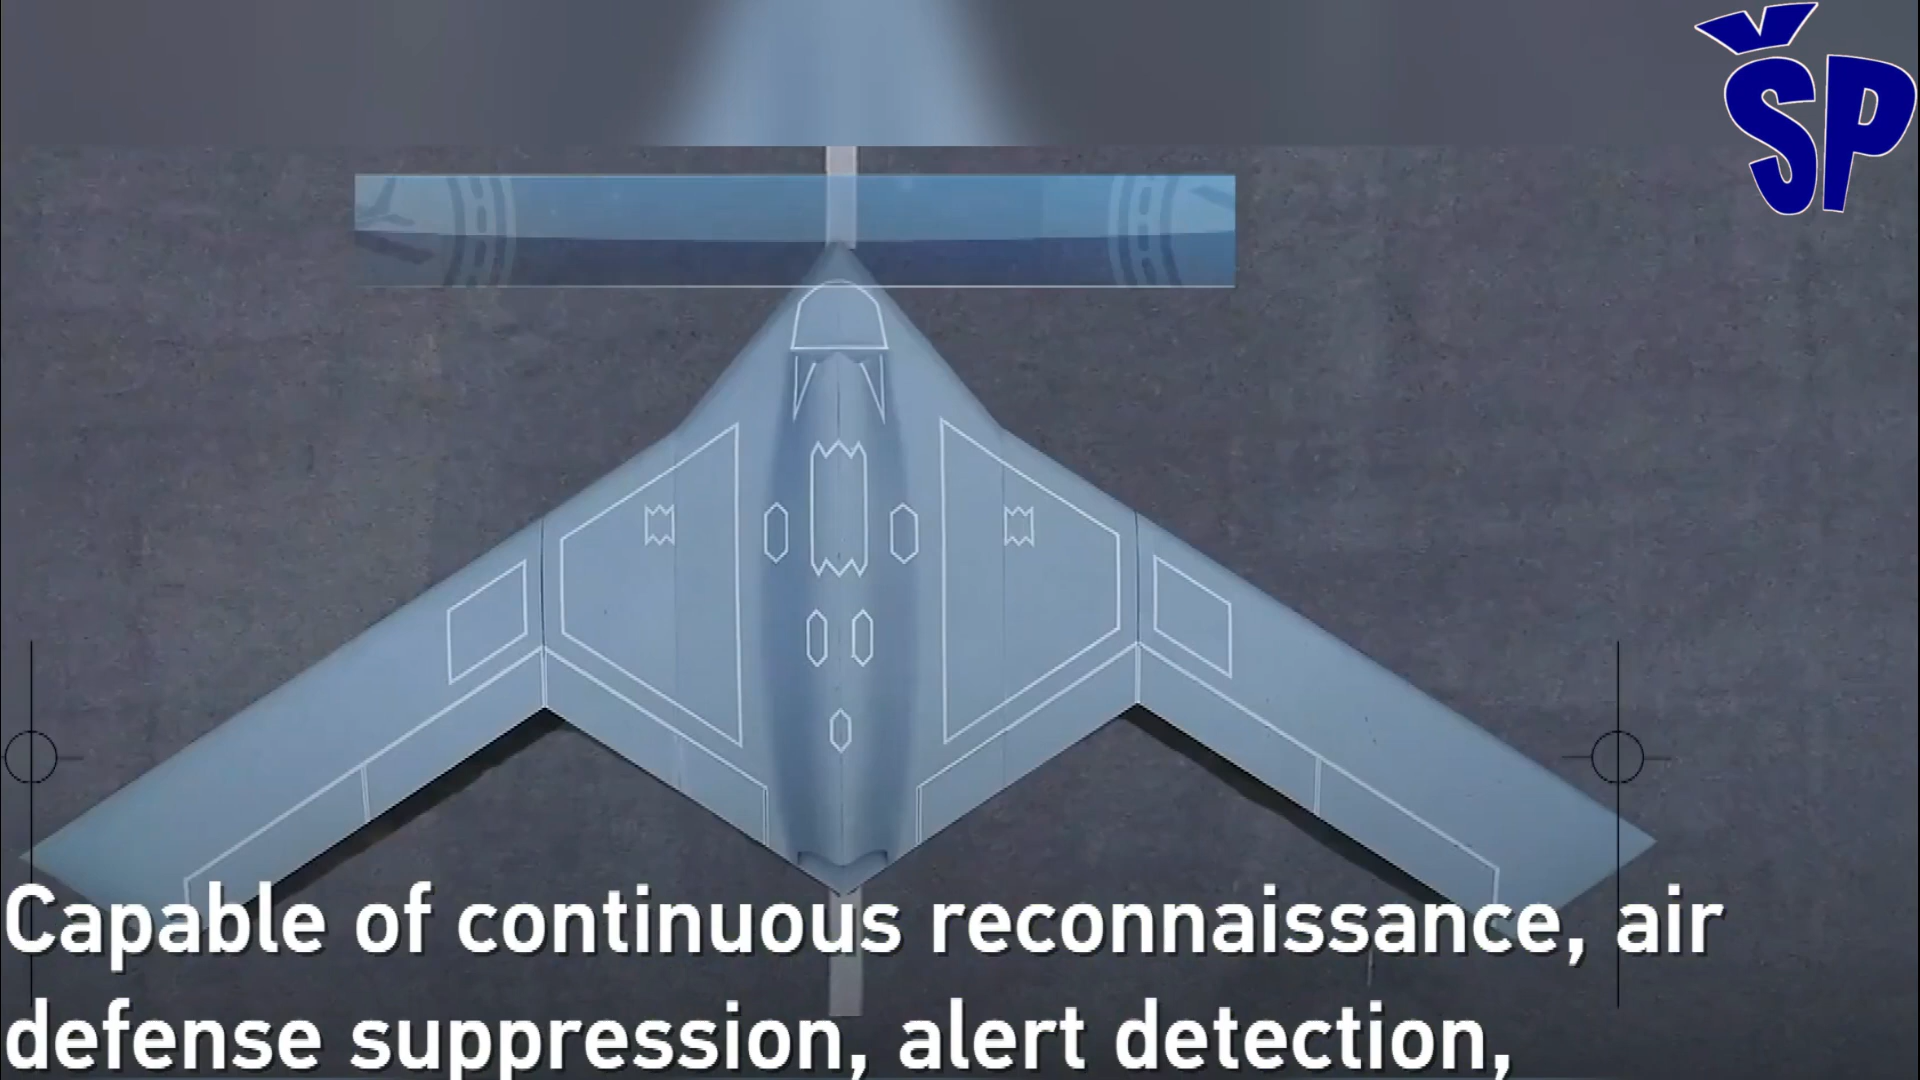 ŠP
Capable of continuous reconnaissance, air
defense suppression, alert detection,